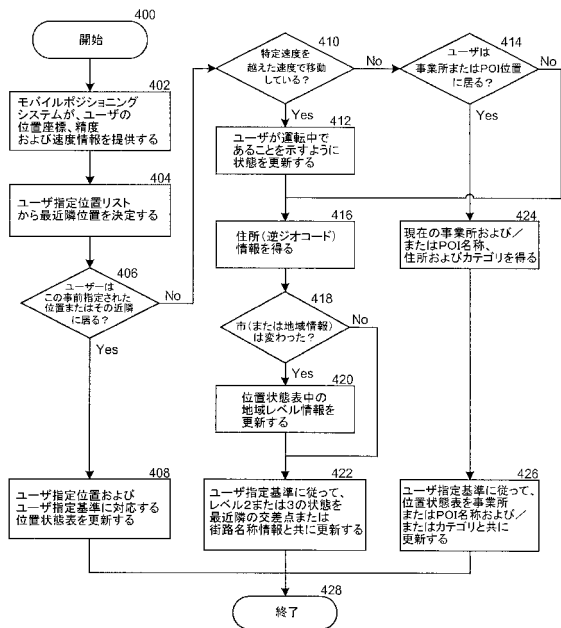 400
開始
402
モバイルポジショニング
システムが、ユーザの
位置座標、精度
および速度情報を提供する
404
ユーザ指定位置リスト
から最近隣位置を決定する
406
ユーザーは
この事前指定された
位置またはその近隣
に居る?
No
Yes
408
ユーザ指定位置および
ユーザ指定基準に対応する
位置状態表を更新する
410
特定速度を
越えた速度で移動
している?
No
Yes
412
ユーザが運転中で
あることを示すように
状態を更新する
414
ユーザは
事業所またはPOI位置
に居る?
No
Yes
416
住所(逆ジオコード)
情報を得る
418
市(または地域情報)
は変わった?
No
Yes
420
位置状態表中の
地域レベル情報を
更新する
422
ユーザ指定基準に従って、
レベル2または3の状態を
最近隣の交差点または
街路名称情報と共に更新する
424
現在の事業所および/
またはPOI名称、
住所およびカテゴリを得る
426
ユーザ指定基準に従って、
位置状態表を事業所
またはPOI名称および/
またはカテゴリと共に
更新する
428
終了